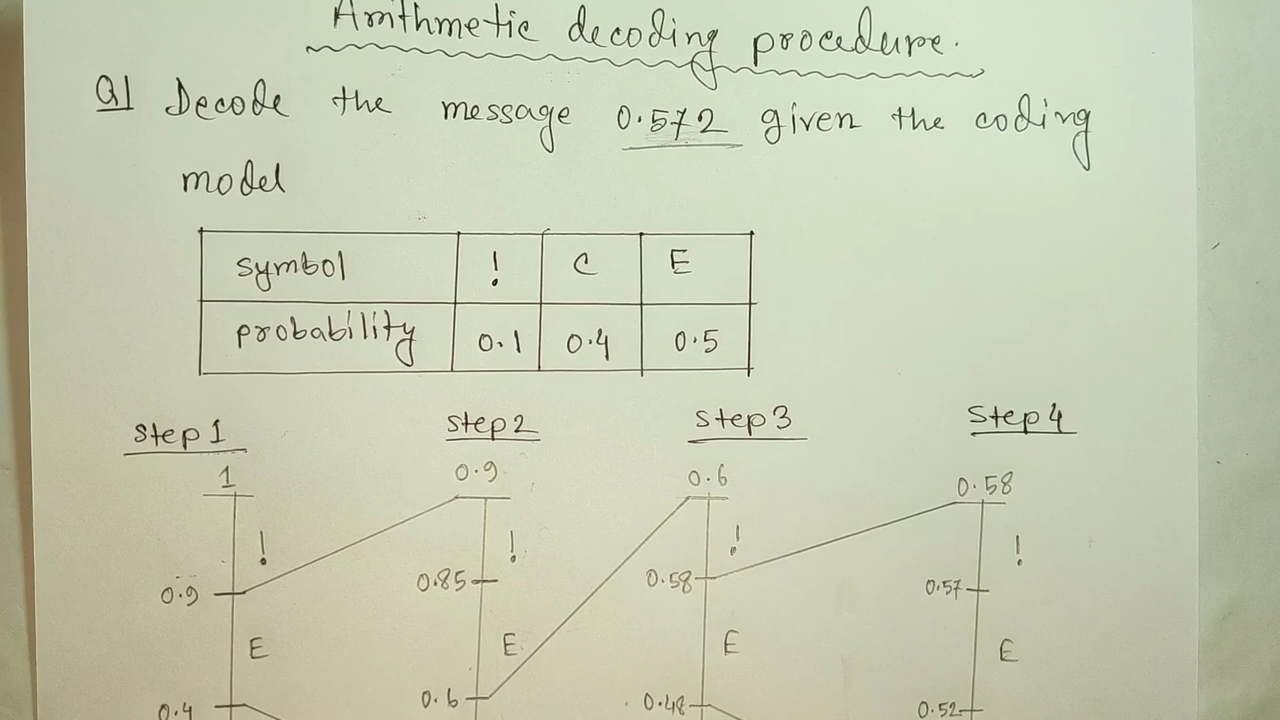 Arithmetic decoding procedure.
Q1 Decode the message 0.572 given the coding
model
symbol ! C E
probability 0.1 0.4 0.5
Step 1 Step 2 Step 3 Step 4
1 0.9 0.6 0.58
! ! ! !
0.9 0.85 0.58 0.57
E E E E
0.4 0.6 0.48 0.52